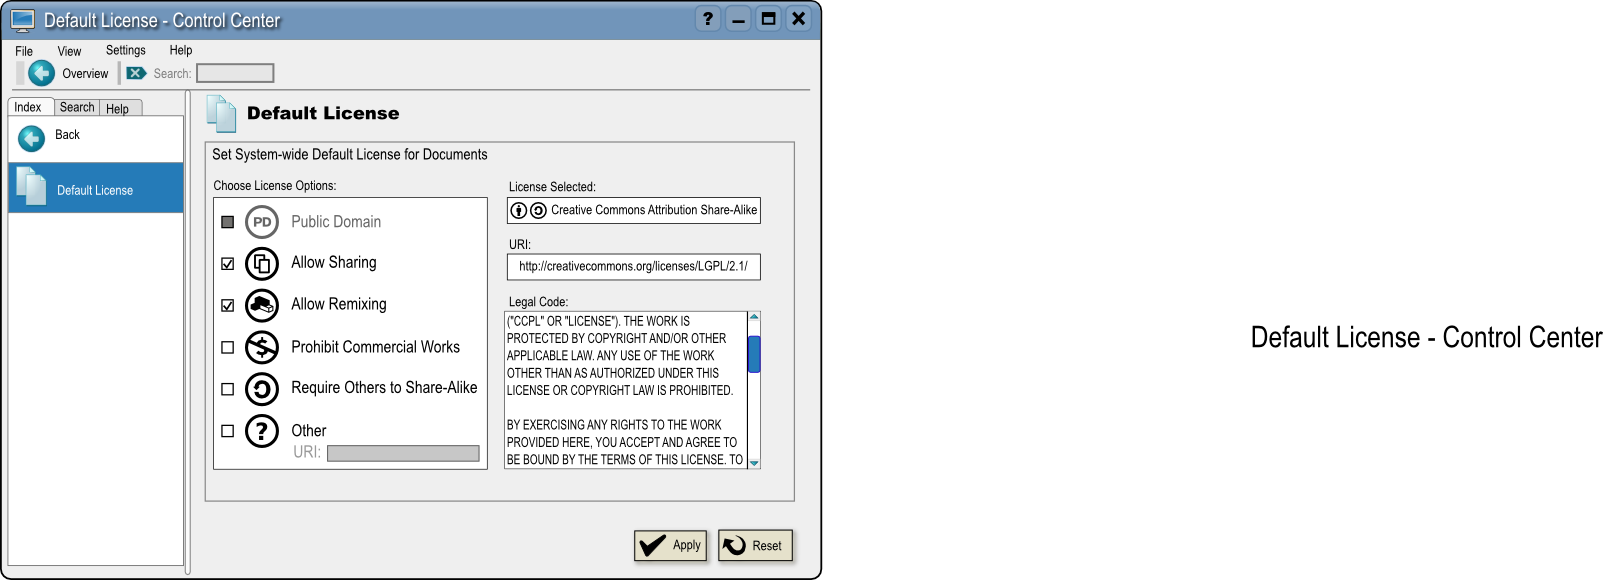 Default License - Control Center
File View Settings Help
Overview Search:
Index Search Help
Back
Default License
Default License
Set System-wide Default License for Documents
Choose License Options:
PD Public Domain
Allow Sharing
Allow Remixing
$ Prohibit Commercial Works
Require Others to Share-Alike
? Other
URI:
License Selected:
Creative Commons Attribution Share-Alike
URI:
http://creativecommons.org/licenses/LGPL/2.1/
Legal Code:
("CCPL" OR "LICENSE"). THE WORK IS
PROTECTED BY COPYRIGHT AND/OR OTHER
APPLICABLE LAW. ANY USE OF THE WORK
OTHER THAN AS AUTHORIZED UNDER THIS
LICENSE OR COPYRIGHT LAW IS PROHIBITED.
BY EXERCISING ANY RIGHTS TO THE WORK
PROVIDED HERE, YOU ACCEPT AND AGREE TO
BE BOUND BY THE TERMS OF THIS LICENSE. TO
Apply Reset
Default License - Control Center